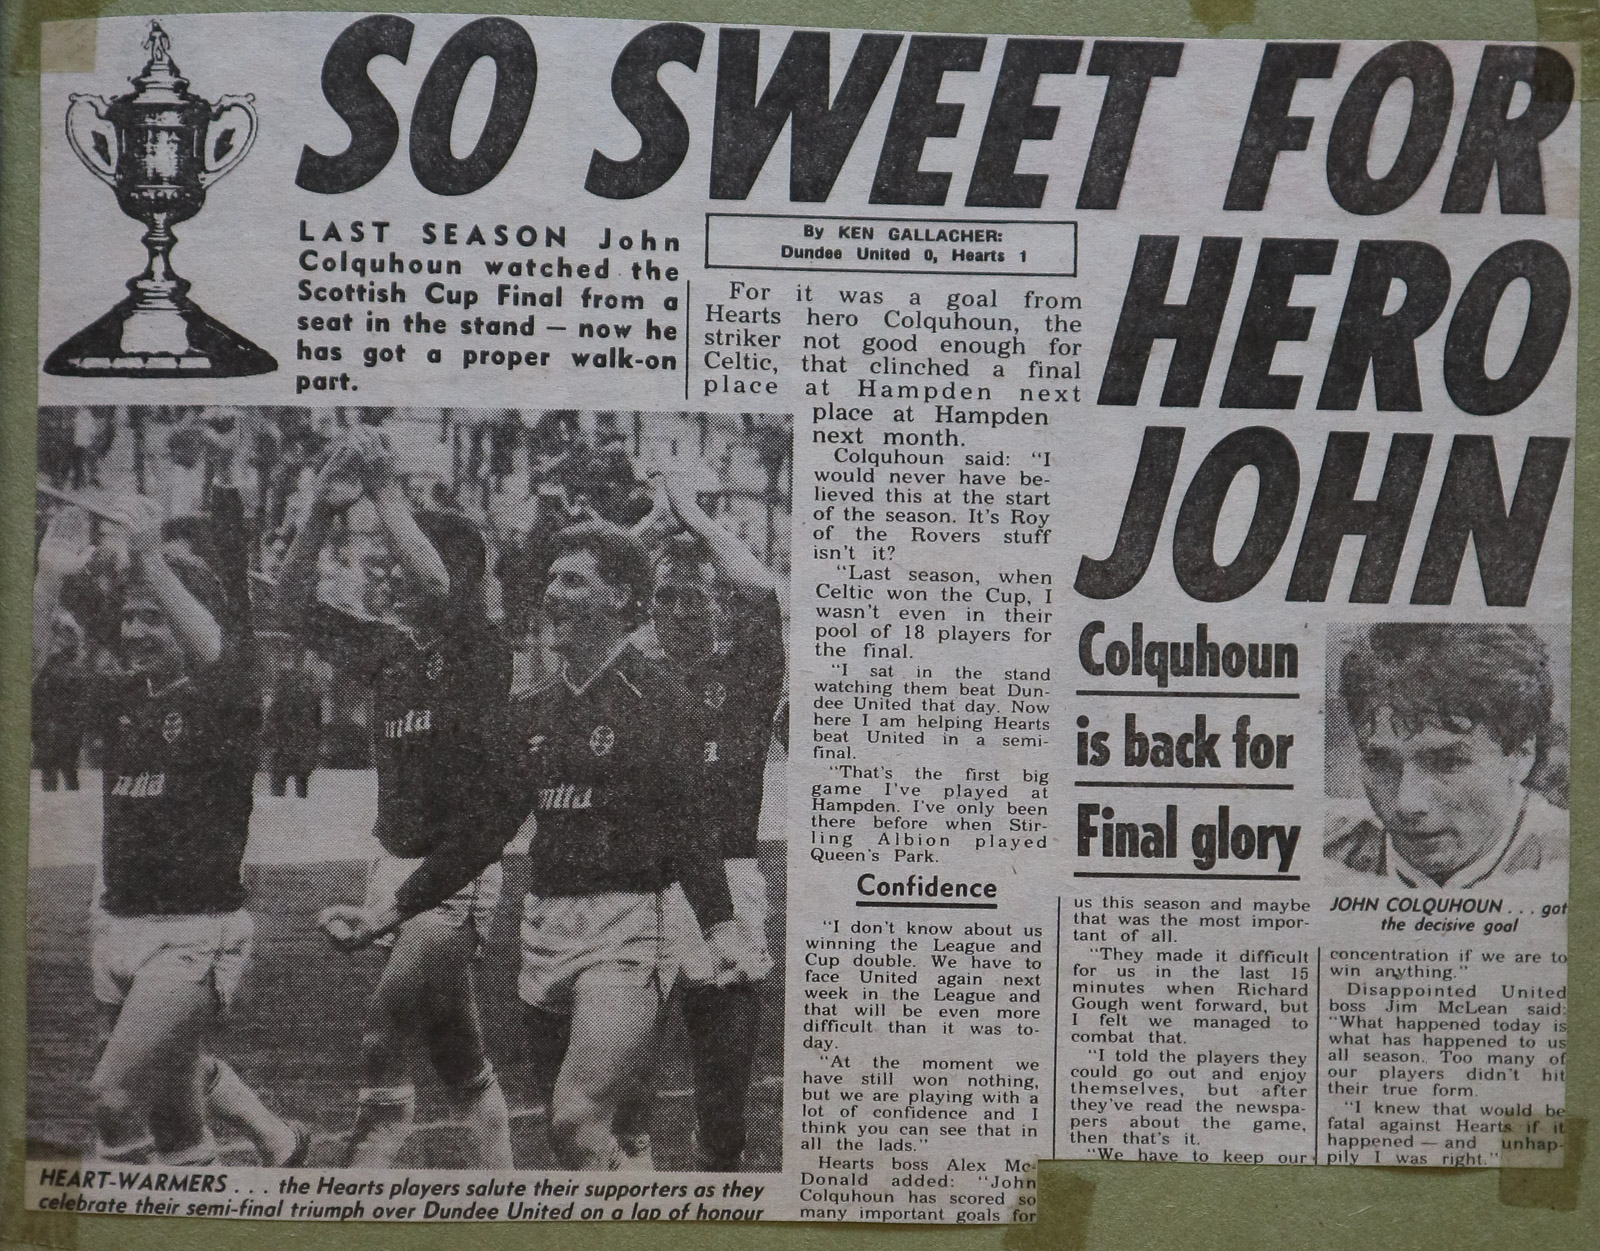 SO SWEET FOR
HERO
JOHN
LAST SEASON John
Colquhoun watched the
Scottish Cup Final from a
seat in the stand — now he
has got a proper walk-on
part.
By KEN GALLACHER:
Dundee United 0, Hearts 1
For it was a goal from
Hearts hero Colquhoun, the
striker not good enough for
Celtic, that clinched a final
place at Hampden next
place at Hampden
next month.
Colquhoun said: "I
would never have be-
lieved this at the start
of the season. It's Roy
of the Rovers stuff
isn't it?
"Last season, when
Celtic won the Cup, I
wasn't even in their
pool of 18 players for
the final.
"I sat in the stand
watching them beat Dun-
dee United that day. Now
here I am helping Hearts
beat United in a semi-
final.
"That's the first big
game I've played at
Hampden. I've only been
there before when Stir-
ling Albion played
Queen's Park.
Confidence
"I don't know about us
winning the League and
Cup double. We have to
face United again next
week in the League and
that will be even more
difficult than it was to-
day.
"At the moment we
have still won nothing,
but we are playing with a
lot of confidence and I
think you can see that in
all the lads."
Hearts boss Alex Mc-
Donald added: "John
Colquhoun has scored so
many important goals for
Colquhoun
is back for
Final glory
us this season and maybe
that was the most impor-
tant of all.
"They made it difficult
for us in the last 15
minutes when Richard
Gough went forward, but
I felt we managed to
combat that.
"I told the players they
could go out and enjoy
themselves, but after
they've read the newspa-
pers about the game,
then that's it.
"We have to keep our
JOHN COLQUHOUN . . . got
the decisive goal
concentration if we are to
win anything."
Disappointed United
boss Jim McLean said:
"What happened today is
what has happened to us
all season. Too many of
our players didn't hit
their true form.
"I knew that would be
fatal against Hearts if it
happened — and unhap-
pily I was right."
mita
mita
mita
HEART-WARMERS . . . the Hearts players salute their supporters as they
celebrate their semi-final triumph over Dundee United on a lap of honour